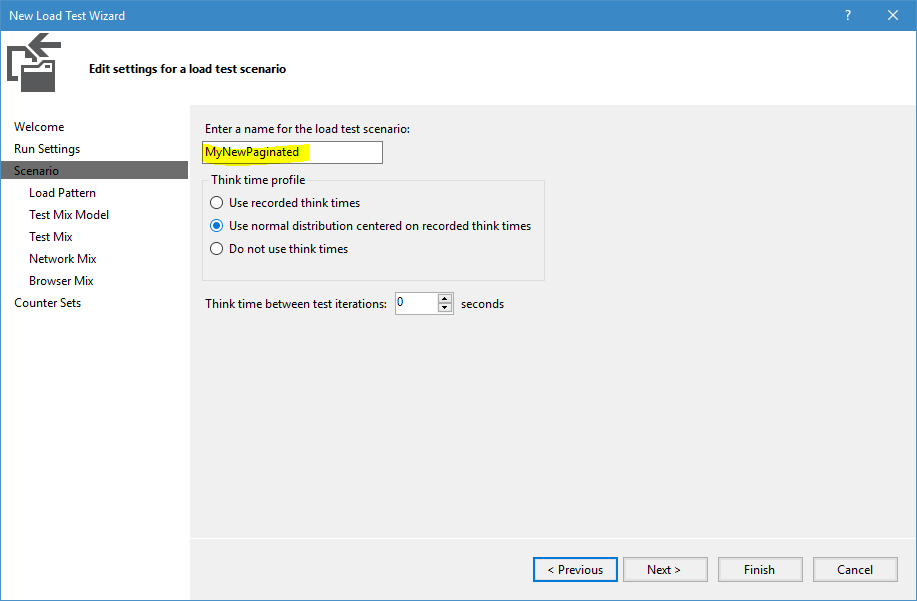 New Load Test Wizard
?
Edit settings for a load test scenario
Welcome
Run Settings
Scenario
Load Pattern
Test Mix Model
Test Mix
Network Mix
Browser Mix
Counter Sets
Enter a name for the load test scenario:
MyNewPaginated
Think time profile
Use recorded think times
Use normal distribution centered on recorded think times
Do not use think times
Think time between test iterations: 0 seconds
< Previous Next > Finish Cancel